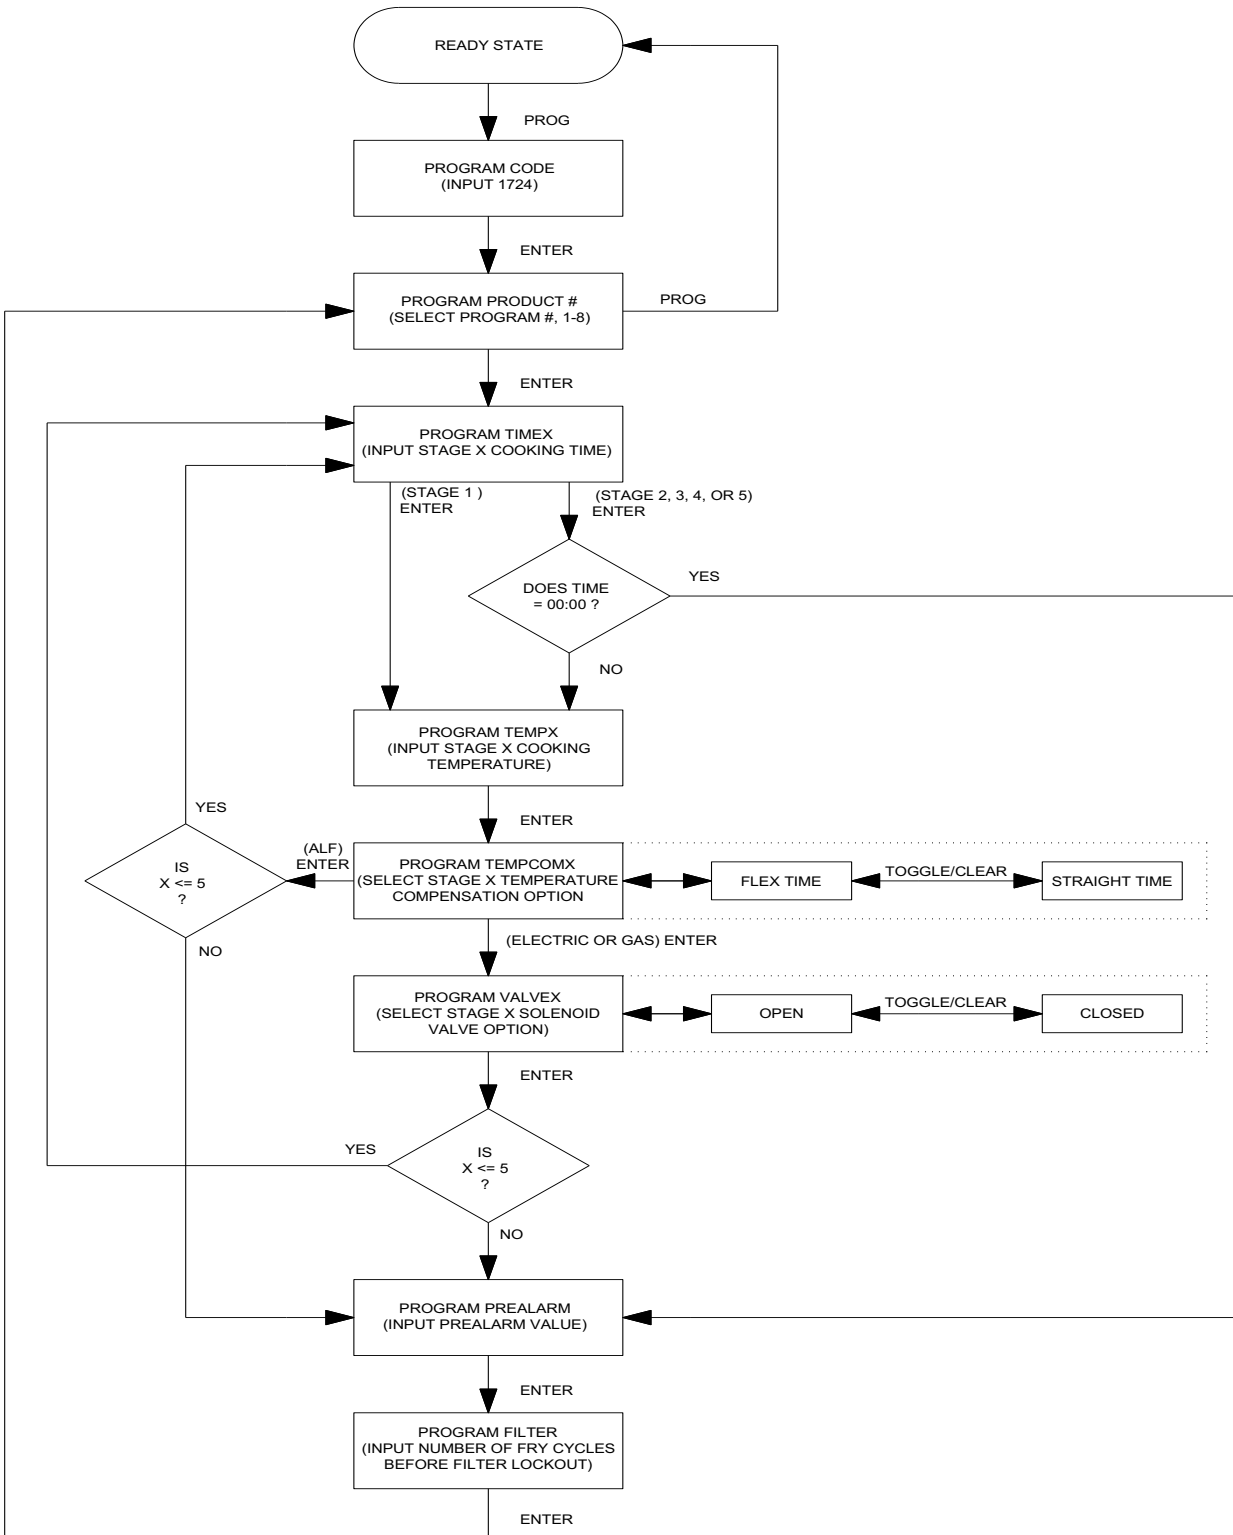 READY STATE
PROG
PROGRAM CODE
(INPUT 1724)
ENTER
PROGRAM PRODUCT #
(SELECT PROGRAM #, 1-8)
PROG
ENTER
PROGRAM TIMEX
(INPUT STAGE X COOKING TIME)
(STAGE 1 )
ENTER
(STAGE 2, 3, 4, OR 5)
ENTER
DOES TIME
= 00:00 ?
YES
NO
PROGRAM TEMPX
(INPUT STAGE X COOKING
TEMPERATURE)
ENTER
YES
IS
X <= 5
?
NO
(ALF)
ENTER
PROGRAM TEMPCOMX
(SELECT STAGE X TEMPERATURE
COMPENSATION OPTION
FLEX TIME
TOGGLE/CLEAR
STRAIGHT TIME
(ELECTRIC OR GAS) ENTER
PROGRAM VALVEX
(SELECT STAGE X SOLENOID
VALVE OPTION)
OPEN
TOGGLE/CLEAR
CLOSED
ENTER
YES
IS
X <= 5
?
NO
PROGRAM PREALARM
(INPUT PREALARM VALUE)
ENTER
PROGRAM FILTER
(INPUT NUMBER OF FRY CYCLES
BEFORE FILTER LOCKOUT)
ENTER